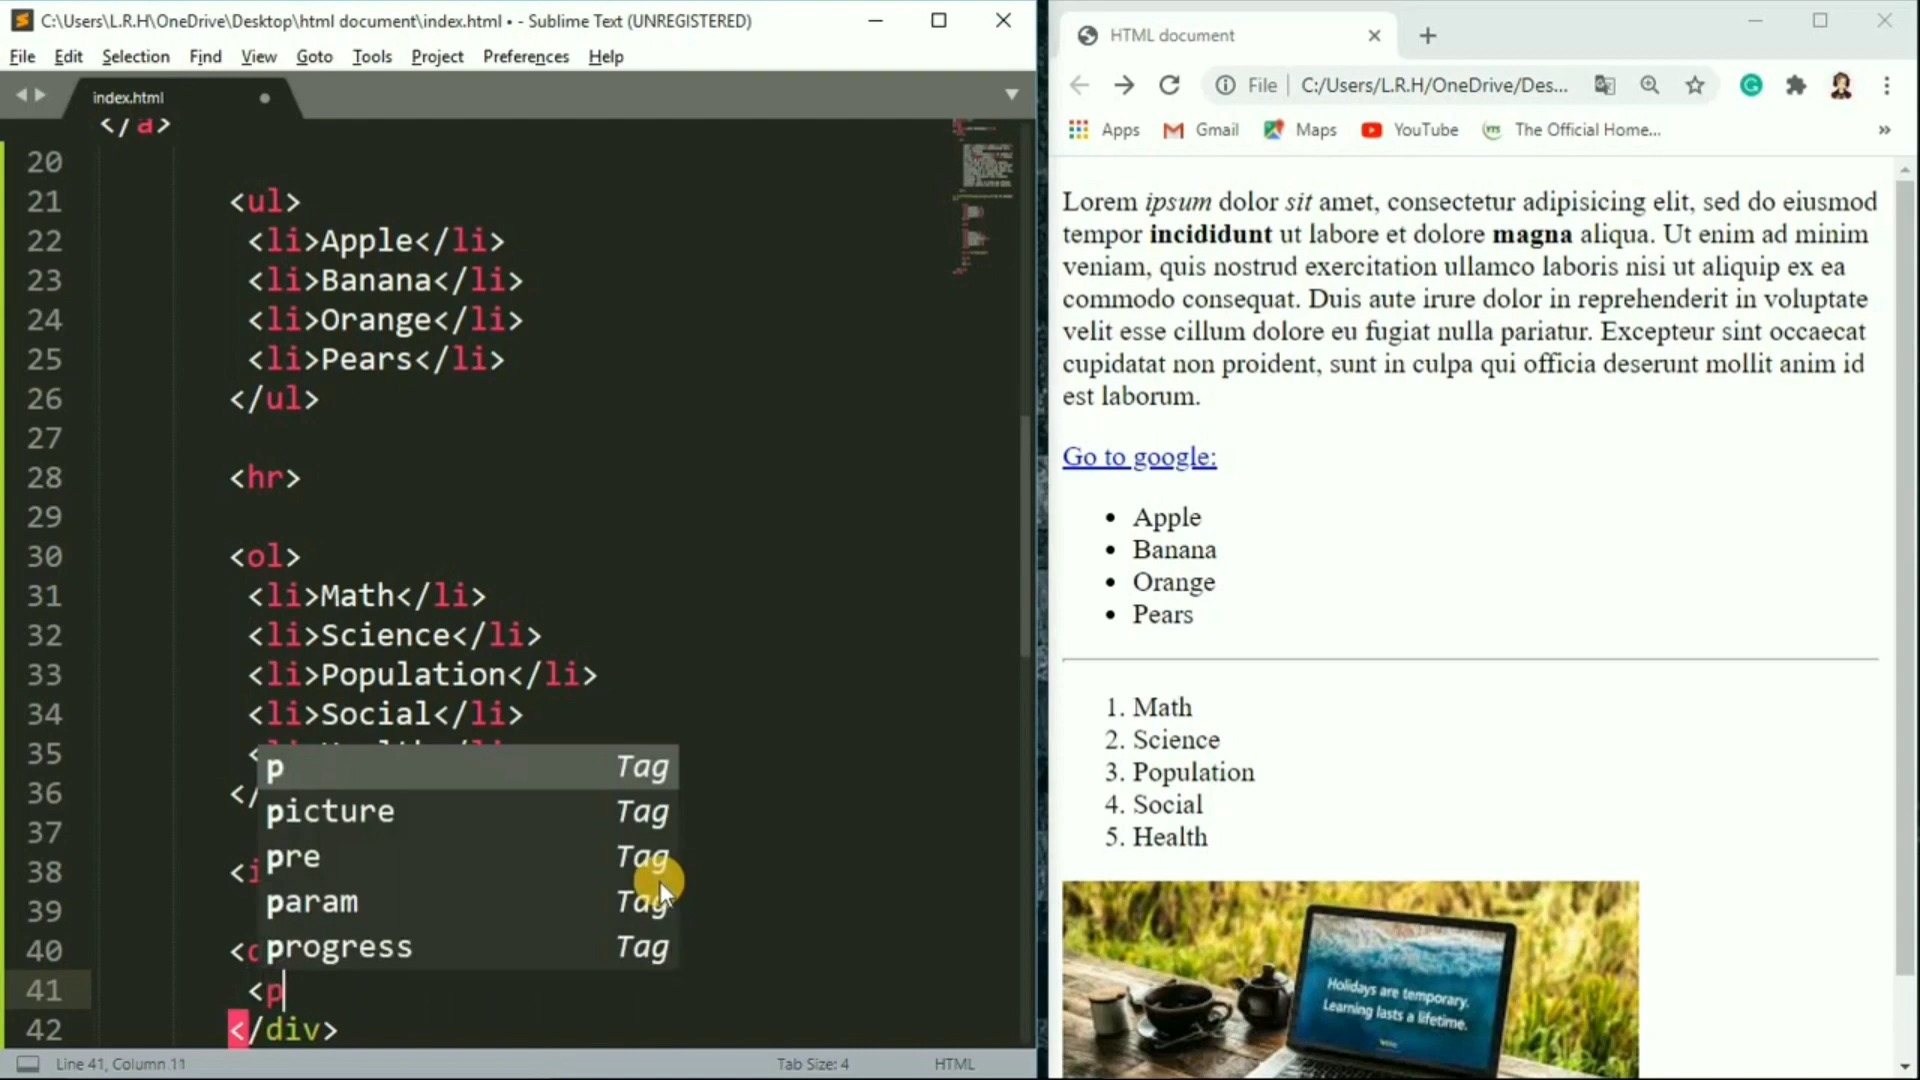 C:\Users\L.R.H\OneDrive\Desktop\html document\index.html • - Sublime Text (UNREGISTERED)
File Edit Selection Find View Goto Tools Project Preferences Help
index.html
</a>
20
21 <ul>
22 <li>Apple</li>
23 <li>Banana</li>
24 <li>Orange</li>
25 <li>Pears</li>
26 </ul>
27
28 <hr>
29
30 <ol>
31 <li>Math</li>
32 <li>Science</li>
33 <li>Population</li>
34 <li>Social</li>
35 <
p Tag
36 </
37
picture Tag
pre Tag
38 <i
param Tag
39
progress Tag
40 <
41 <p
42 </div>
Line 41, Column 11 Tab Size: 4 HTML
HTML document
File C:/Users/L.R.H/OneDrive/Des...
Apps Gmail Maps YouTube The Official Home... »
Lorem ipsum dolor sit amet, consectetur adipisicing elit, sed do eiusmod
tempor incididunt ut labore et dolore magna aliqua. Ut enim ad minim
veniam, quis nostrud exercitation ullamco laboris nisi ut aliquip ex ea
commodo consequat. Duis aute irure dolor in reprehenderit in voluptate
velit esse cillum dolore eu fugiat nulla pariatur. Excepteur sint occaecat
cupidatat non proident, sunt in culpa qui officia deserunt mollit anim id
est laborum.
Go to google:
• Apple
• Banana
• Orange
• Pears
1. Math
2. Science
3. Population
4. Social
5. Health
Holidays are temporary.
Learning lasts a lifetime.